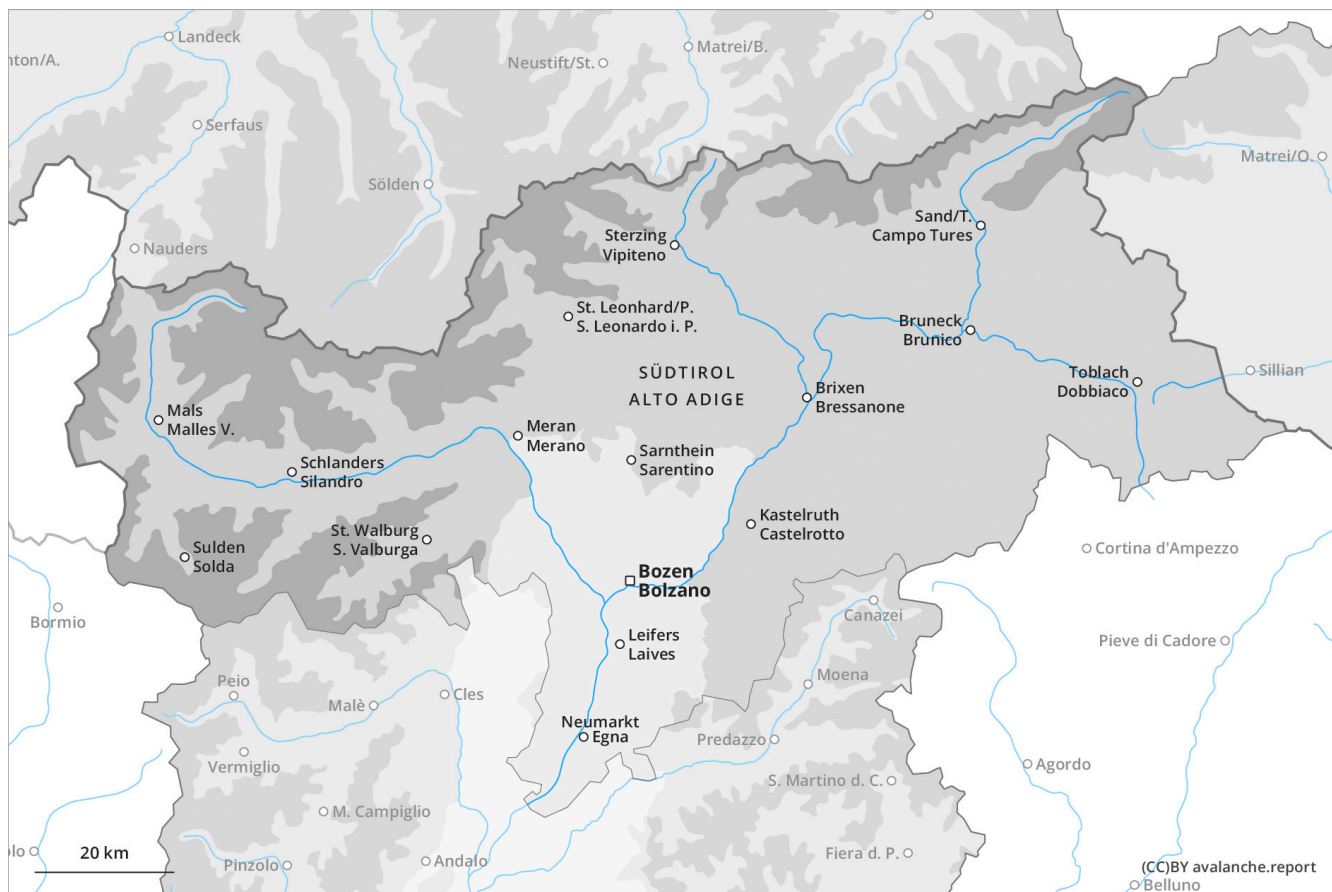 Landeck
nton/A.
Neustift/St.
Matrei/B.
Serfaus
Matrei/O.
Sölden
Nauders
Sterzing
Vipiteno
Sand/T.
Campo Tures
St. Leonhard/P.
S. Leonardo i. P.
Bruneck
Brunico
SÜDTIROL
ALTO ADIGE
Toblach
Dobbiaco
Sillian
Brixen
Bressanone
Mals
Malles V.
Meran
Merano
Sarnthein
Sarentino
Schlanders
Silandro
Kastelruth
Castelrotto
St. Walburg
S. Valburga
Sulden
Solda
Cortina d'Ampezzo
Bozen
Bolzano
Bormio
Canazei
Leifers
Laives
Pieve di Cadore
Peio
Malè
Cles
Moena
Neumarkt
Egna
Predazzo
Vermiglio
Agordo
S. Martino d. C.
M. Campiglio
olo
20 km
Pinzolo
Andalo
Fiera d. P.
(CC)BY avalanche.report
Belluno